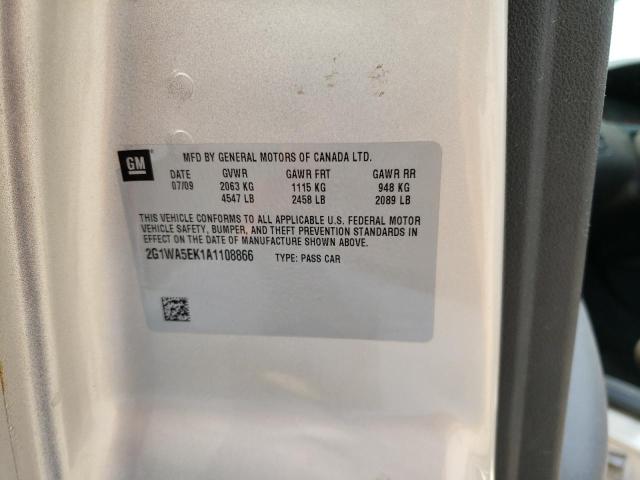 GM
MFD BY GENERAL MOTORS OF CANADA LTD.
DATE GVWR GAWR FRT GAWR RR
07/09 2063 KG 1115 KG 948 KG
4547 LB 2458 LB 2089 LB
THIS VEHICLE CONFORMS TO ALL APPLICABLE U.S. FEDERAL MOTOR
VEHICLE SAFETY, BUMPER, AND THEFT PREVENTION STANDARDS IN
EFFECT ON THE DATE OF MANUFACTURE SHOWN ABOVE.
2G1WA5EK1A1108866 TYPE: PASS CAR